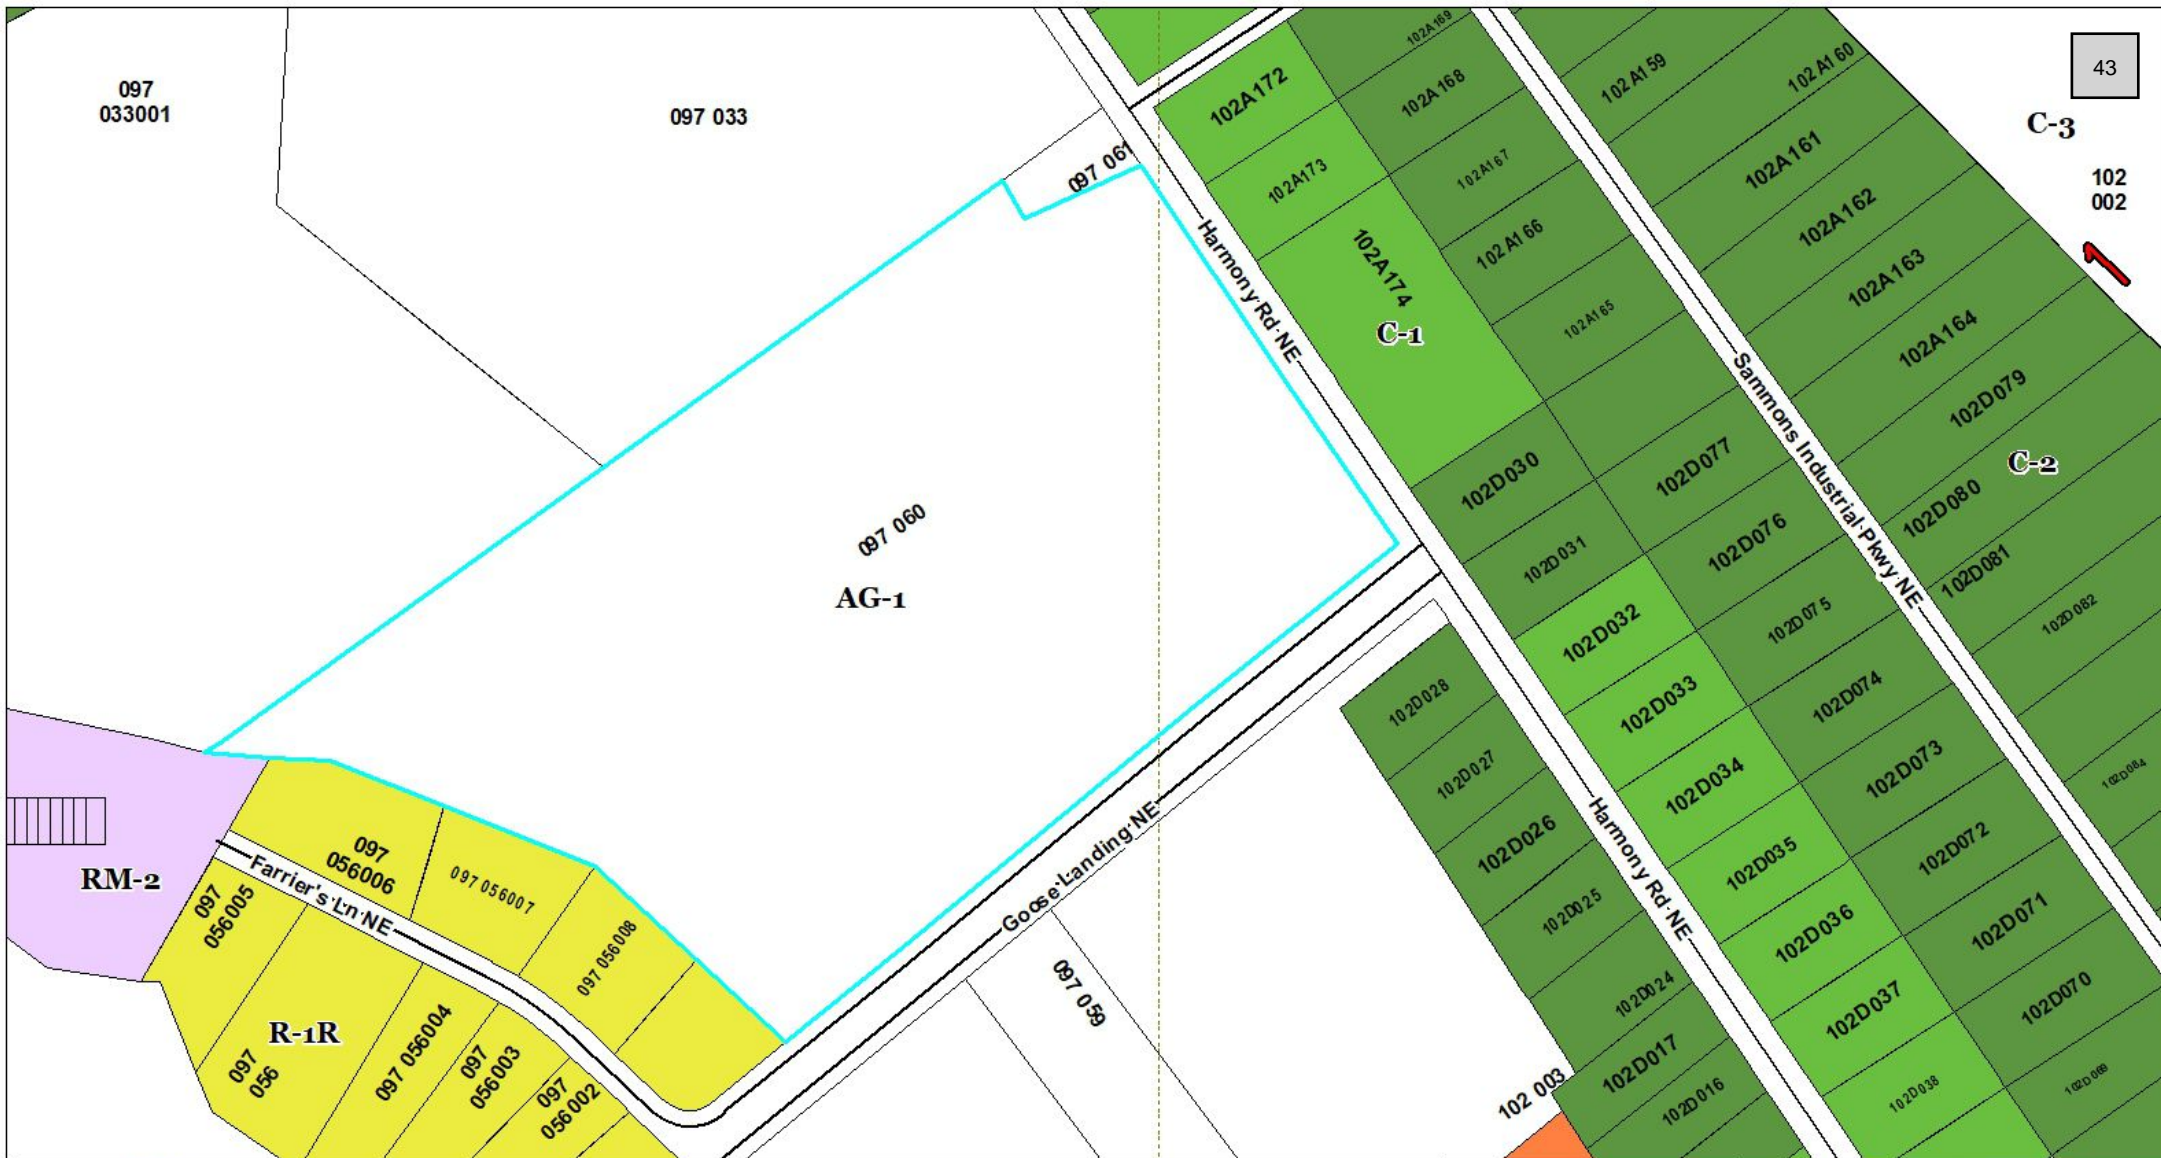 43
097
033001
097 033
097 061
102A172
102A173
102A174
C-1
102A169
102A168
102A167
102A166
102A165
102A159
102A160
102A161
102A162
102A163
102A164
C-3
102
002
Harmony Rd NE
Sammons Industrial Pkwy NE
102D079
102D080
102D081
102D082
102D084
C-2
097 060
AG-1
102D030
102D031
102D032
102D033
102D034
102D035
102D036
102D037
102D038
102D077
102D076
102D075
102D074
102D073
102D072
102D071
102D070
102D069
102D028
102D027
102D026
102D025
102D024
102D017
102D016
102 003
Harmony Rd NE
Goose Landing NE
097 059
RM-2
Farrier's Ln NE
097
056006
097 056007
097 056008
097
056005
R-1R
097
056
097 056004
097
056003
097
056002